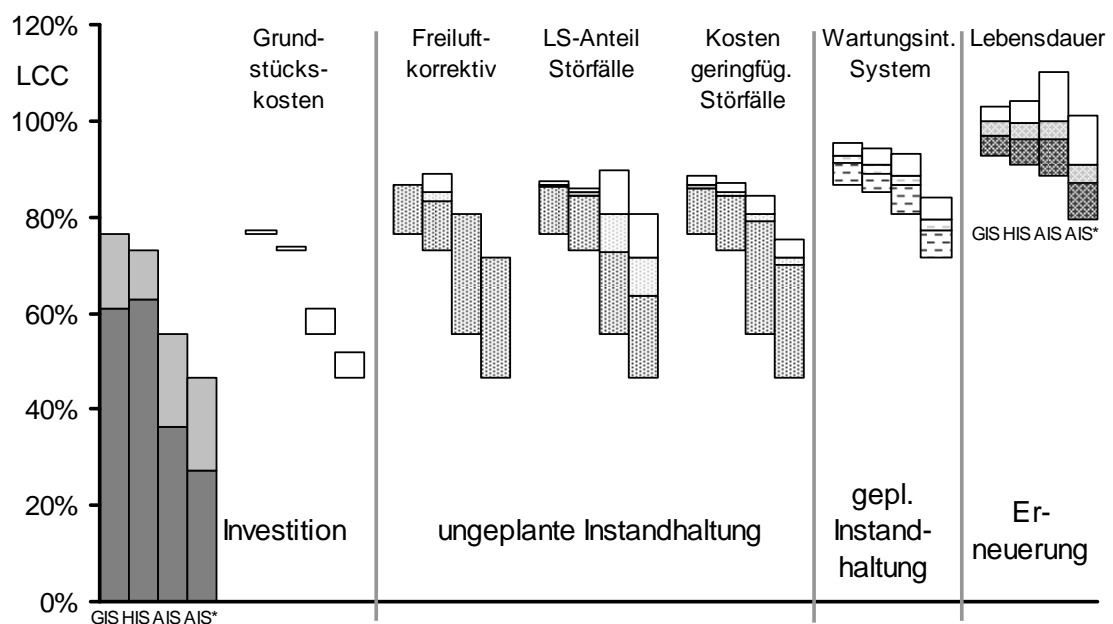 120%
LCC
100%
80%
60%
40%
20%
0%
Grund-
stücks-
kosten
Freiluft-
korrektiv
LS-Anteil
Störfälle
Kosten
geringfüg.
Störfälle
Wartungsint.
System
Lebensdauer
GIS HIS AIS AIS*
Investition
ungeplante Instandhaltung
gepl.
Instand-
haltung
Er-
neuerung
GIS HIS AIS AIS*